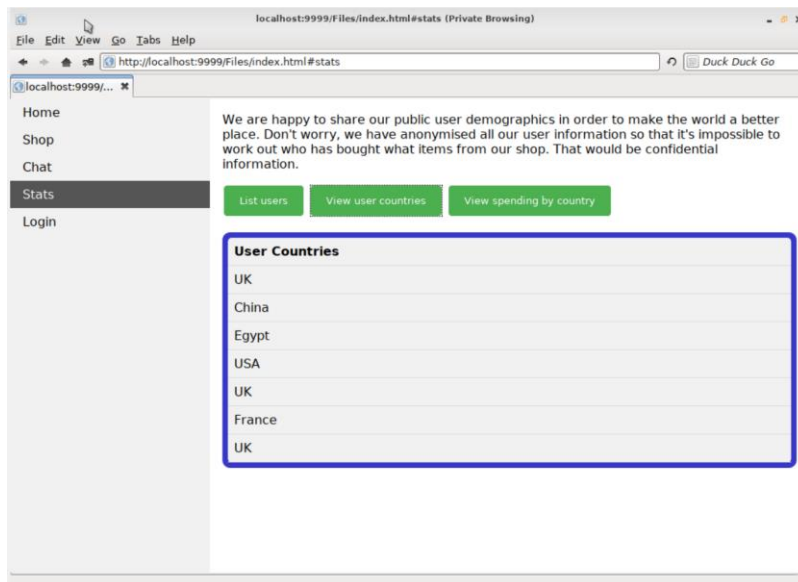 localhost:9999/Files/index.html#stats (Private Browsing)
File Edit View Go Tabs Help
http://localhost:9999/Files/index.html#stats
Duck Duck Go
localhost:9999/...
Home
Shop
Chat
Stats
Login
We are happy to share our public user demographics in order to make the world a better
place. Don't worry, we have anonymised all our user information so that it's impossible to
work out who has bought what items from our shop. That would be confidential
information.
List users
View user countries
View spending by country
User Countries
UK
China
Egypt
USA
UK
France
UK